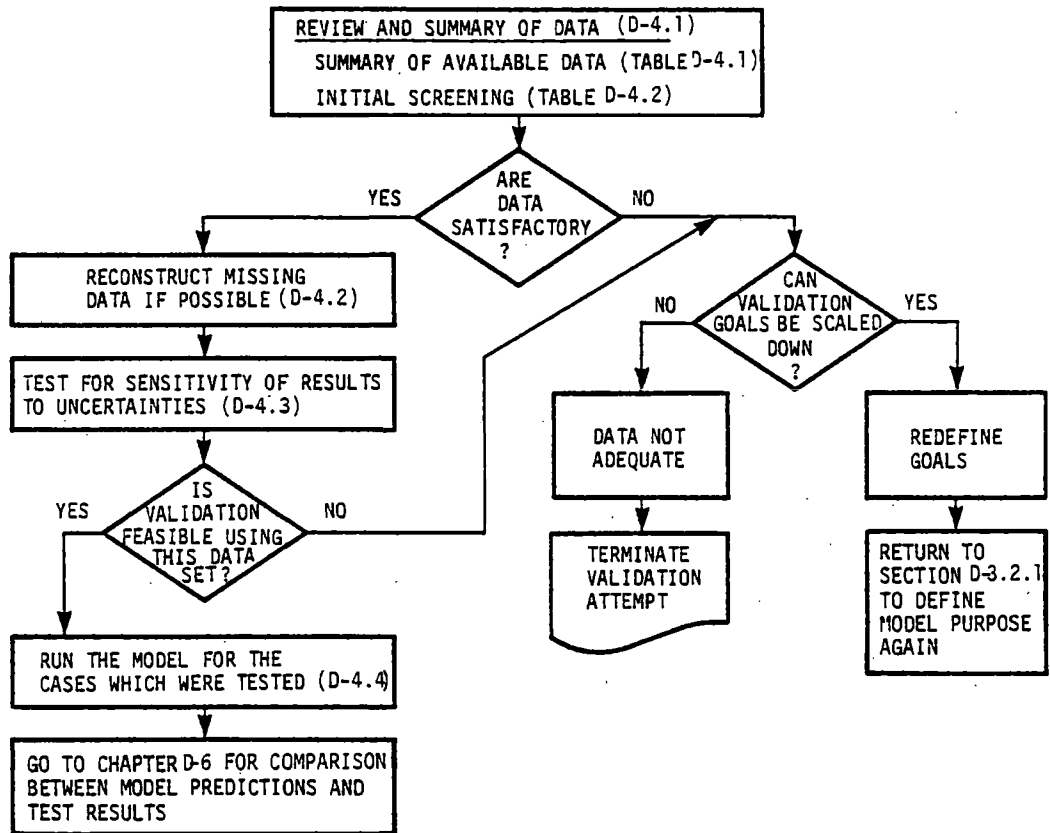 REVIEW AND SUMMARY OF DATA (D-4.1)
SUMMARY OF AVAILABLE DATA (TABLE D-4.1)
INITIAL SCREENING (TABLE D-4.2)
ARE
DATA
SATISFACTORY
?
YES
NO
RECONSTRUCT MISSING
DATA IF POSSIBLE (D-4.2)
TEST FOR SENSITIVITY OF RESULTS
TO UNCERTAINTIES (D-4.3)
IS
VALIDATION
FEASIBLE USING
THIS DATA
SET?
YES
NO
RUN THE MODEL FOR THE
CASES WHICH WERE TESTED (D-4.4)
GO TO CHAPTER D-6 FOR COMPARISON
BETWEEN MODEL PREDICTIONS AND
TEST RESULTS
CAN
VALIDATION
GOALS BE SCALED
DOWN
?
NO
YES
DATA NOT
ADEQUATE
TERMINATE
VALIDATION
ATTEMPT
REDEFINE
GOALS
RETURN TO
SECTION D-3.2.1
TO DEFINE
MODEL PURPOSE
AGAIN